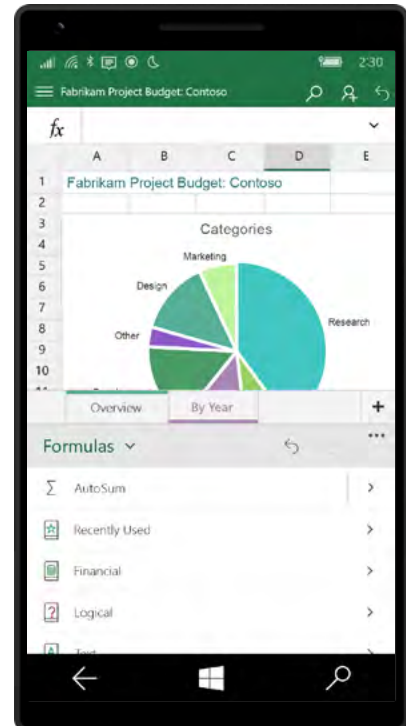 2:30
Fabrikam Project Budget: Contoso
fx
A B C D E
1 Fabrikam Project Budget: Contoso
2
3
Categories
4
Marketing
5
6
Design
7
Research
8
Other
9
10
Overview By Year +
Formulas
AutoSum
Recently Used
Financial
Logical
Text